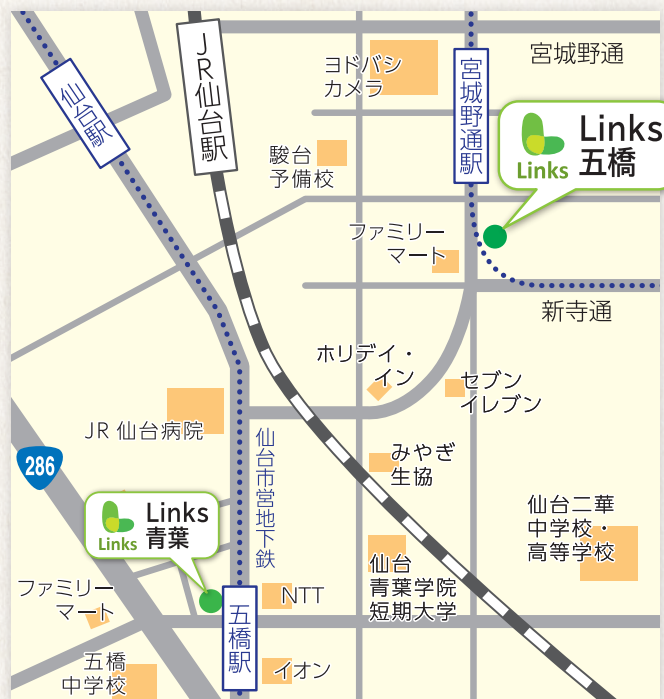 宮城野通
ヨドバシ
カメラ
仙台駅
JR仙台駅
宮城野通駅
Links
Links
五橋
駿台
予備校
ファミリー
マート
新寺通
ホリデイ・
イン
セブン
イレブン
JR 仙台病院
仙台市営地下鉄
みやぎ
生協
286
Links
Links
青葉
仙台二華
中学校・
高等学校
仙台
青葉学院
短期大学
ファミリー
マート
NTT
五橋駅
五橋
中学校
イオン